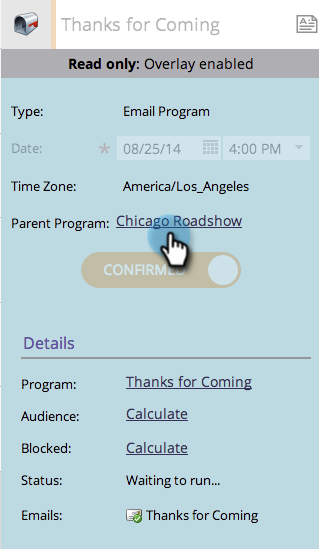 Thanks for Coming
Read only: Overlay enabled
Type: Email Program
Date: * 08/25/14 4:00 PM
Time Zone: America/Los_Angeles
Parent Program: Chicago Roadshow
CONFIRMED
Details
Program: Thanks for Coming
Audience: Calculate
Blocked: Calculate
Status: Waiting to run...
Emails: Thanks for Coming